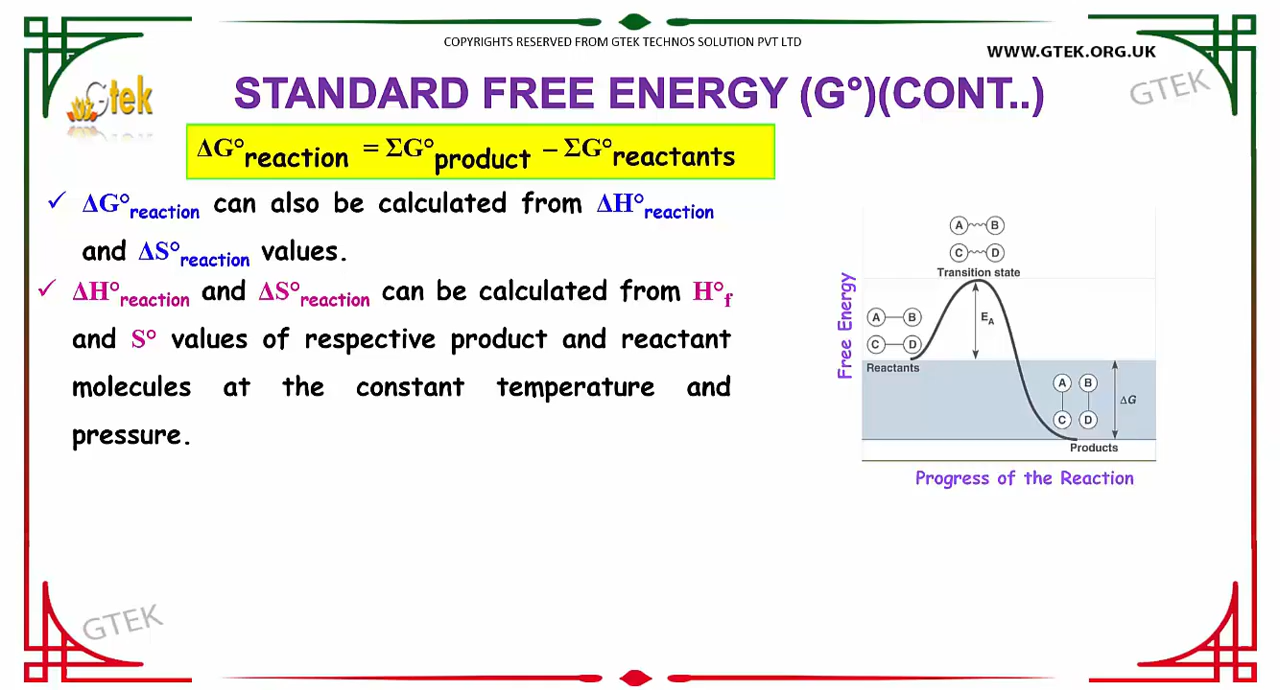 COPYRIGHTS RESERVED FROM GTEK TECHNOS SOLUTION PVT LTD
WWW.GTEK.ORG.UK
Gtek
GTEK
STANDARD FREE ENERGY (G°)(CONT..)
ΔG°reaction = ΣG°product – ΣG°reactants
✓ ΔG°reaction can also be calculated from ΔH°reaction
and ΔS°reaction values.
✓ ΔH°reaction and ΔS°reaction can be calculated from H°f
and S° values of respective product and reactant
molecules at the constant temperature and
pressure.
A B
C D
Transition state
Free Energy
EA
A B
C D
Reactants
A B
C D
ΔG
Products
Progress of the Reaction
GTEK